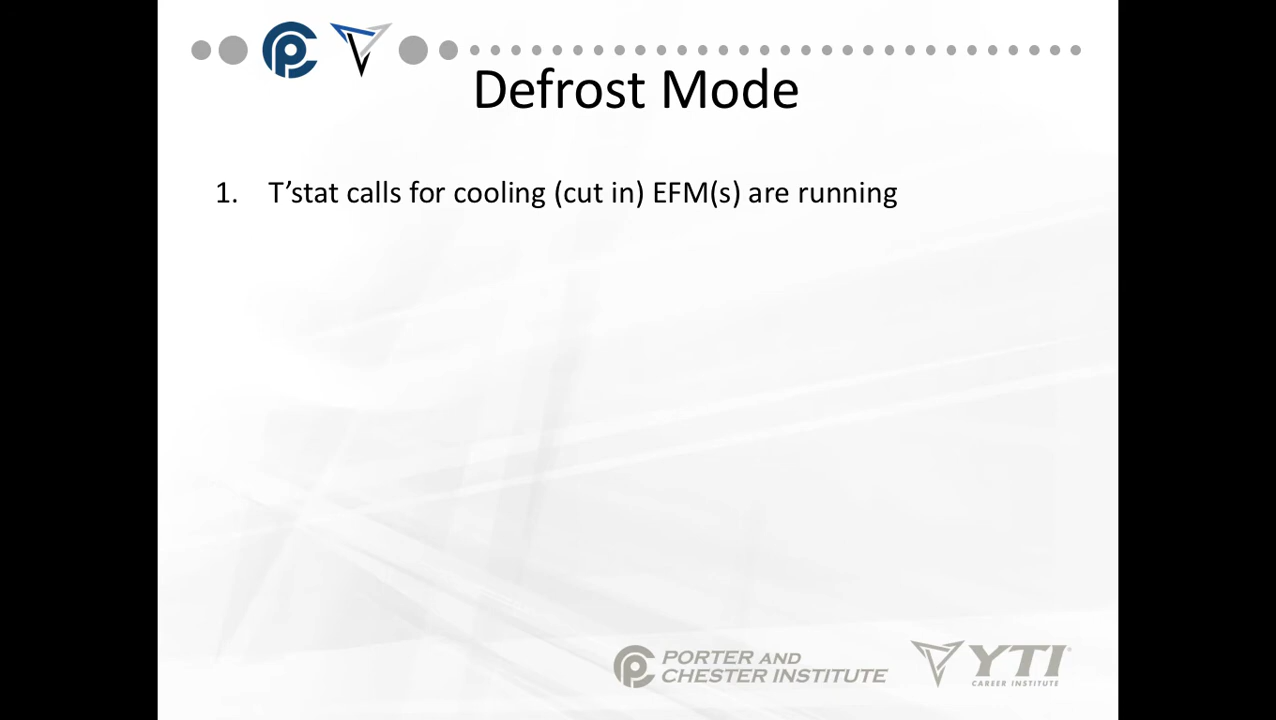 Defrost Mode
1. T’stat calls for cooling (cut in) EFM(s) are running
PORTER AND
CHESTER INSTITUTE
YTI
CAREER INSTITUTE